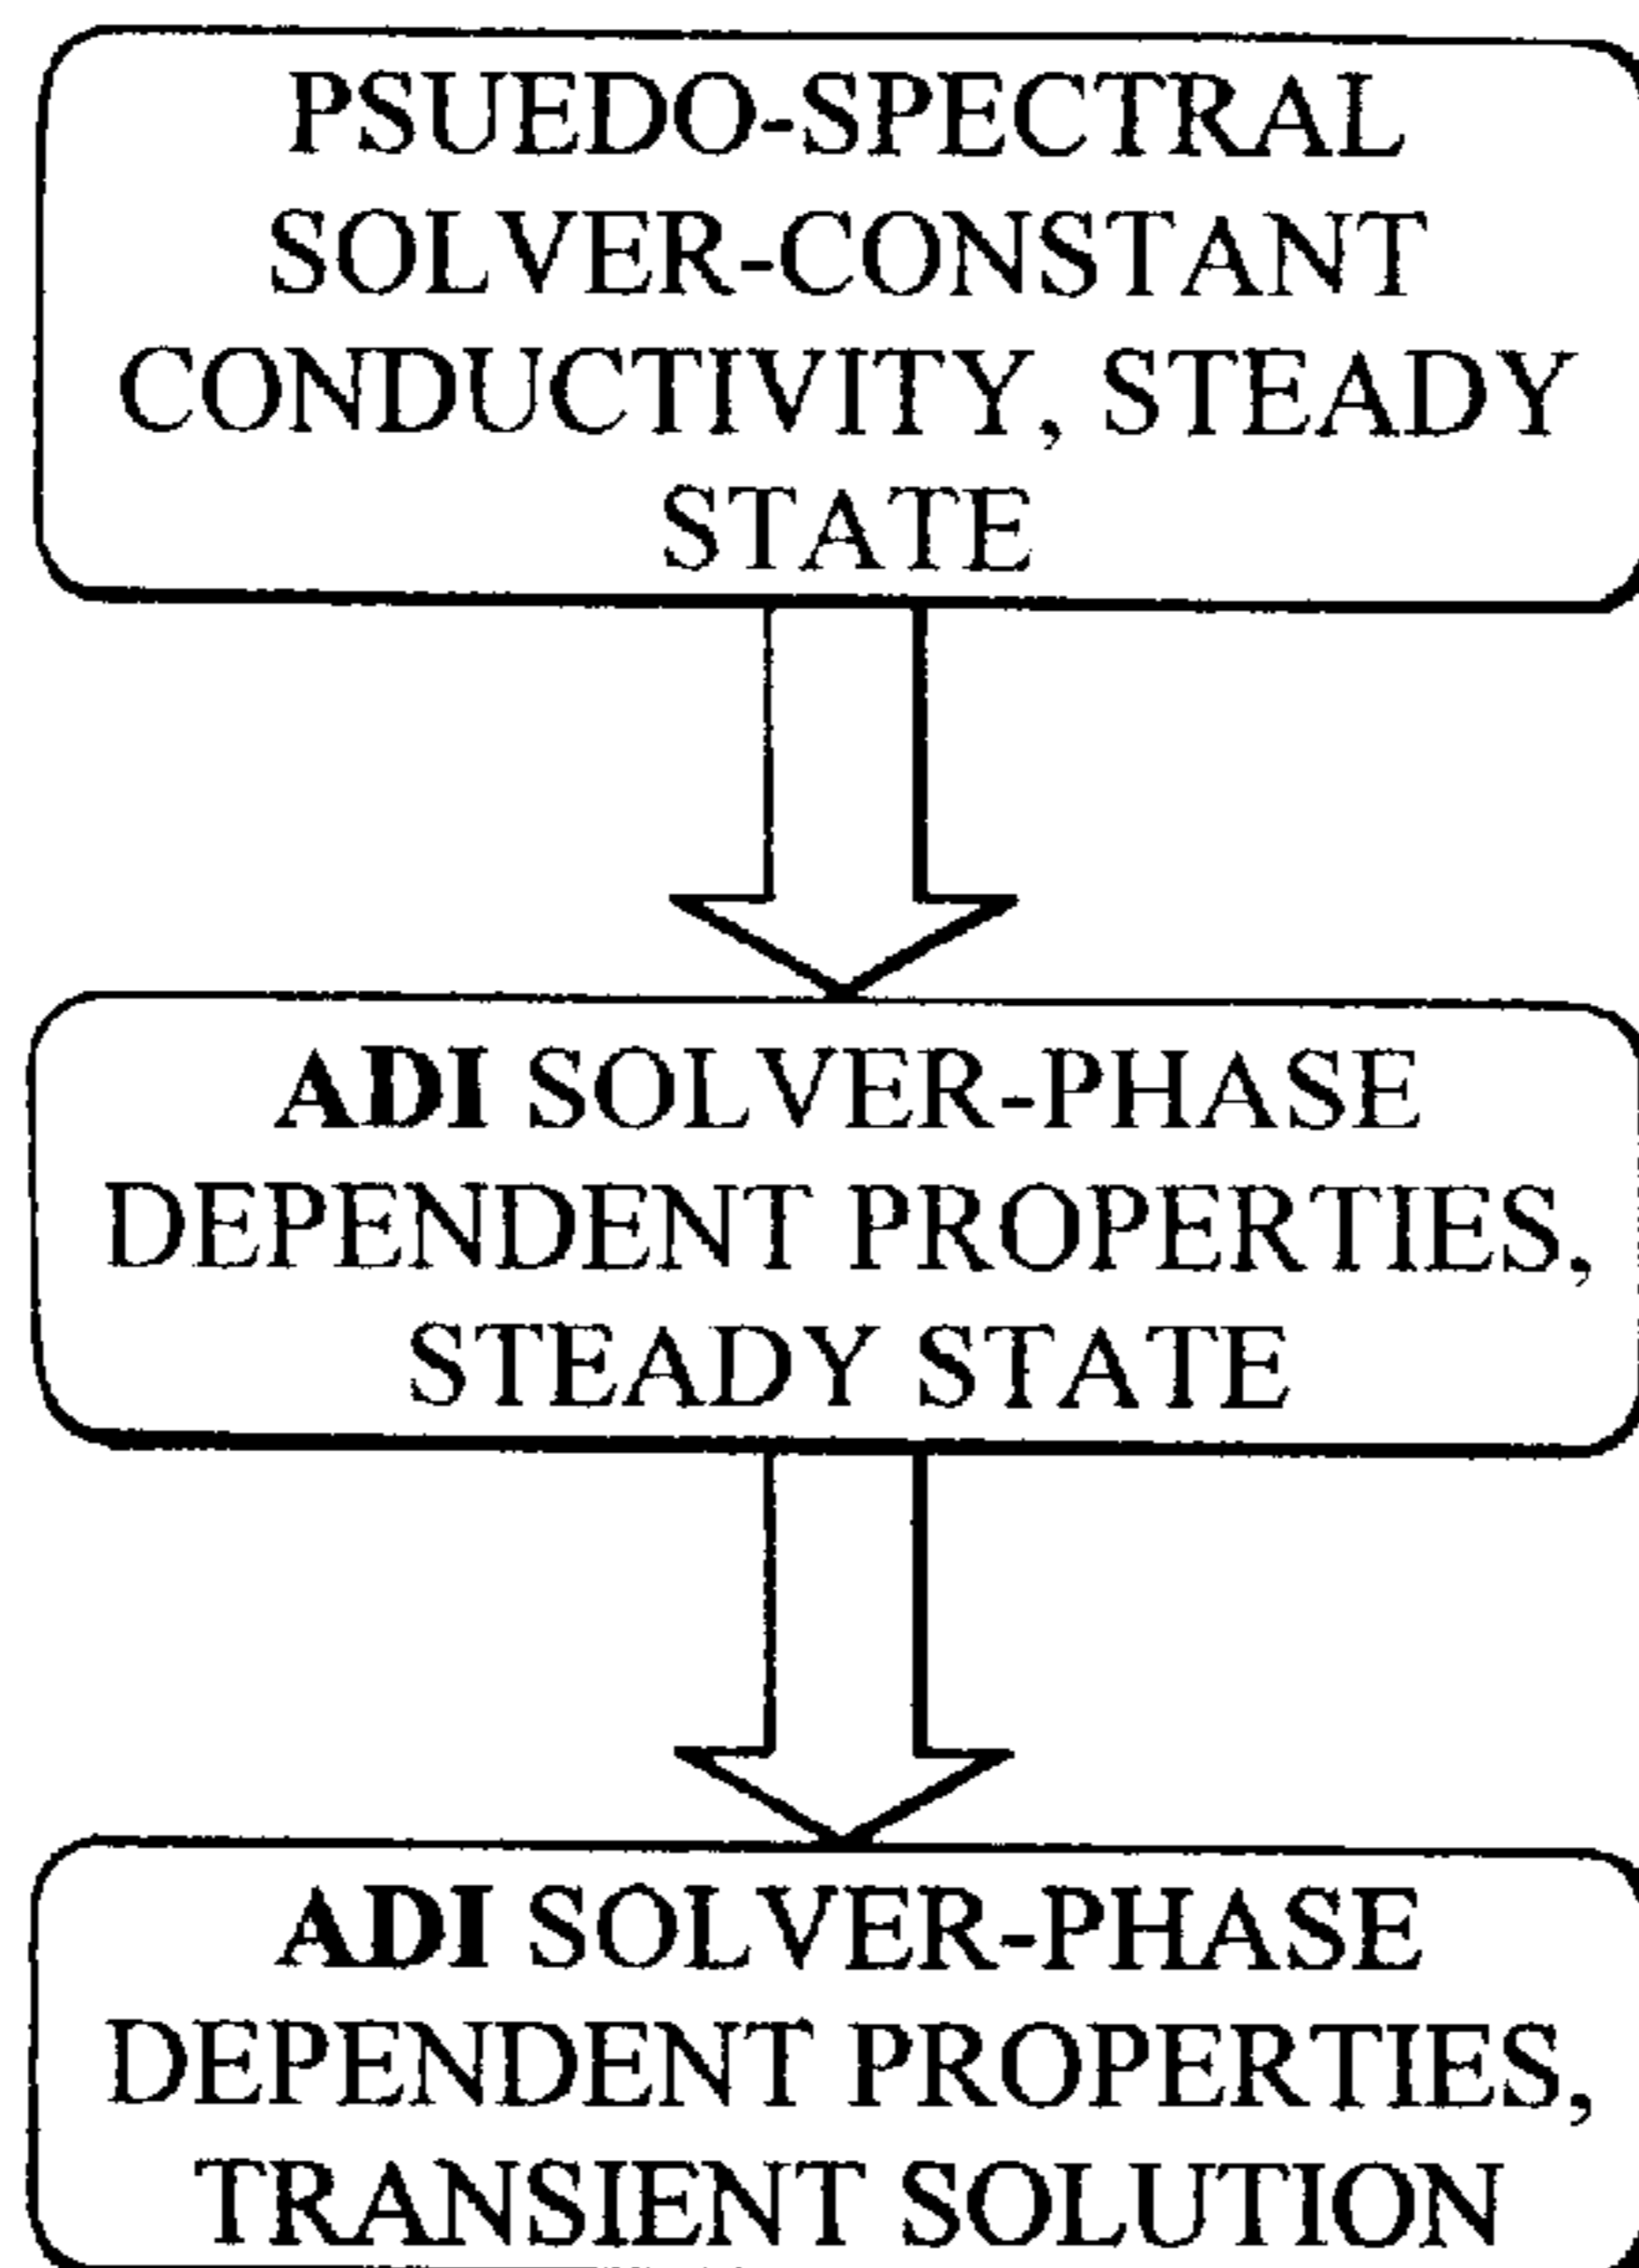 PSUEDO-SPECTRAL
SOLVER-CONSTANT
CONDUCTIVITY, STEADY
STATE
ADI SOLVER-PHASE
DEPENDENT PROPERTIES,
STEADY STATE
ADI SOLVER-PHASE
DEPENDENT PROPERTIES,
TRANSIENT SOLUTION